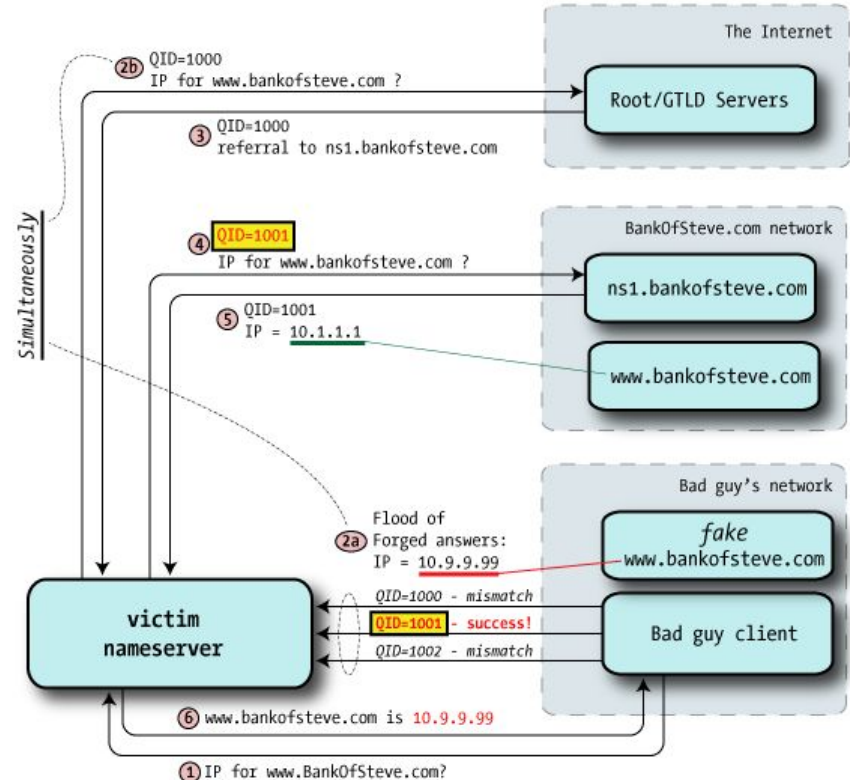 The Internet
2b QID=1000
IP for www.bankofsteve.com ?
Root/GTLD Servers
3 QID=1000
referral to ns1.bankofsteve.com
Simultaneously
BankOfSteve.com network
4 QID=1001
IP for www.bankofsteve.com ?
ns1.bankofsteve.com
5 QID=1001
IP = 10.1.1.1
www.bankofsteve.com
Bad guy's network
2a Flood of
Forged answers:
IP = 10.9.9.99
fake
www.bankofsteve.com
QID=1000 - mismatch
QID=1001 - success!
QID=1002 - mismatch
victim
nameserver
Bad guy client
6 www.bankofsteve.com is 10.9.9.99
1 IP for www.BankOfSteve.com?